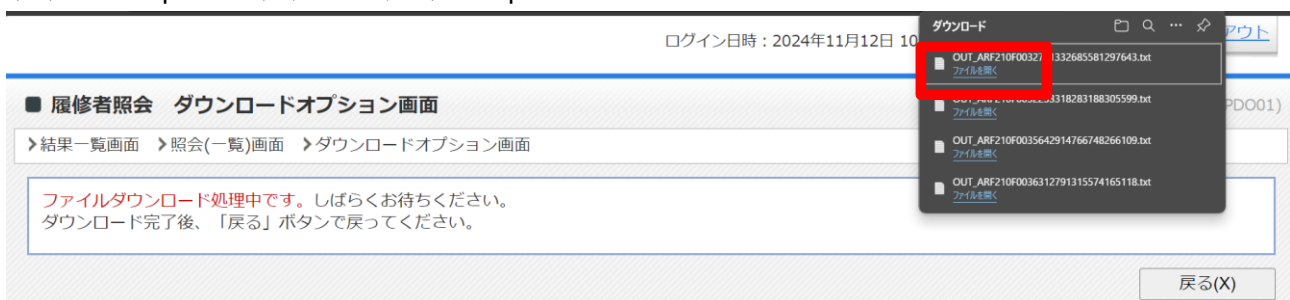 ログイン日時：2024年11月12日 10
アウト
ダウンロード
OUT_ARF210F0032 1332685581297643.txt
ファイルを開く
318283188305599.txt
ファイルを開く
OUT_ARF210F003564291476674826​6109.txt
ファイルを開く
OUT_ARF210F0036312791315574165118.txt
ファイルを開く
■ 履修者照会 ダウンロードオプション画面
PDO01)
>結果一覧画面 >照会(一覧)画面 >ダウンロードオプション画面
ファイルダウンロード処理中です。しばらくお待ちください。
ダウンロード完了後、「戻る」ボタンで戻ってください。
戻る(X)